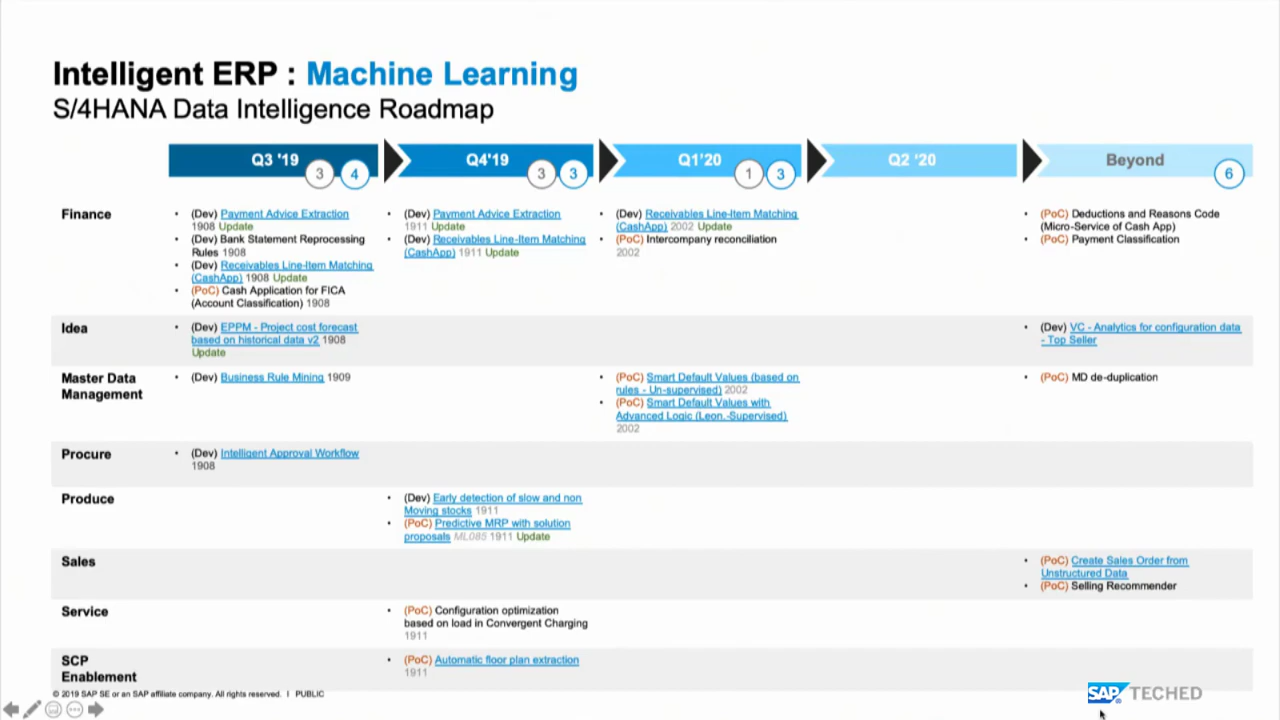 Intelligent ERP : Machine Learning
S/4HANA Data Intelligence Roadmap
Q3 '19
3
4
Q4'19
3
3
Q1'20
1
3
Q2 '20
Beyond
6
Finance
• (Dev) Payment Advice Extraction
1908 Update
• (Dev) Bank Statement Reprocessing
Rules 1908
• (Dev) Receivables Line-Item Matching
(CashApp) 1908 Update
• (PoC) Cash Application for FICA
(Account Classification) 1908
• (Dev) Payment Advice Extraction
1911 Update
• (Dev) Receivables Line-Item Matching
(CashApp) 1911 Update
• (Dev) Receivables Line-Item Matching
(CashApp) 2002 Update
• (PoC) Intercompany reconciliation
2002
• (PoC) Deductions and Reasons Code
(Micro-Service of Cash App)
• (PoC) Payment Classification
Idea
• (Dev) EPPM - Project cost forecast
based on historical data v2 1908
Update
• (Dev) VC - Analytics for configuration data
- Top Seller
Master Data
Management
• (Dev) Business Rule Mining 1909
• (PoC) Smart Default Values (based on
rules - Un-supervised) 2002
• (PoC) Smart Default Values with
Advanced Logic (Leon.-Supervised)
2002
• (PoC) MD de-duplication
Procure
• (Dev) Intelligent Approval Workflow
1908
Produce
• (Dev) Early detection of slow and non
Moving stocks 1911
• (PoC) Predictive MRP with solution
proposals ML085 1911 Update
Sales
• (PoC) Create Sales Order from
Unstructured Data
• (PoC) Selling Recommender
Service
• (PoC) Configuration optimization
based on load in Convergent Charging
1911
SCP
Enablement
• (PoC) Automatic floor plan extraction
1911
© 2019 SAP SE or an SAP affiliate company. All rights reserved. I PUBLIC
SAP TECHED